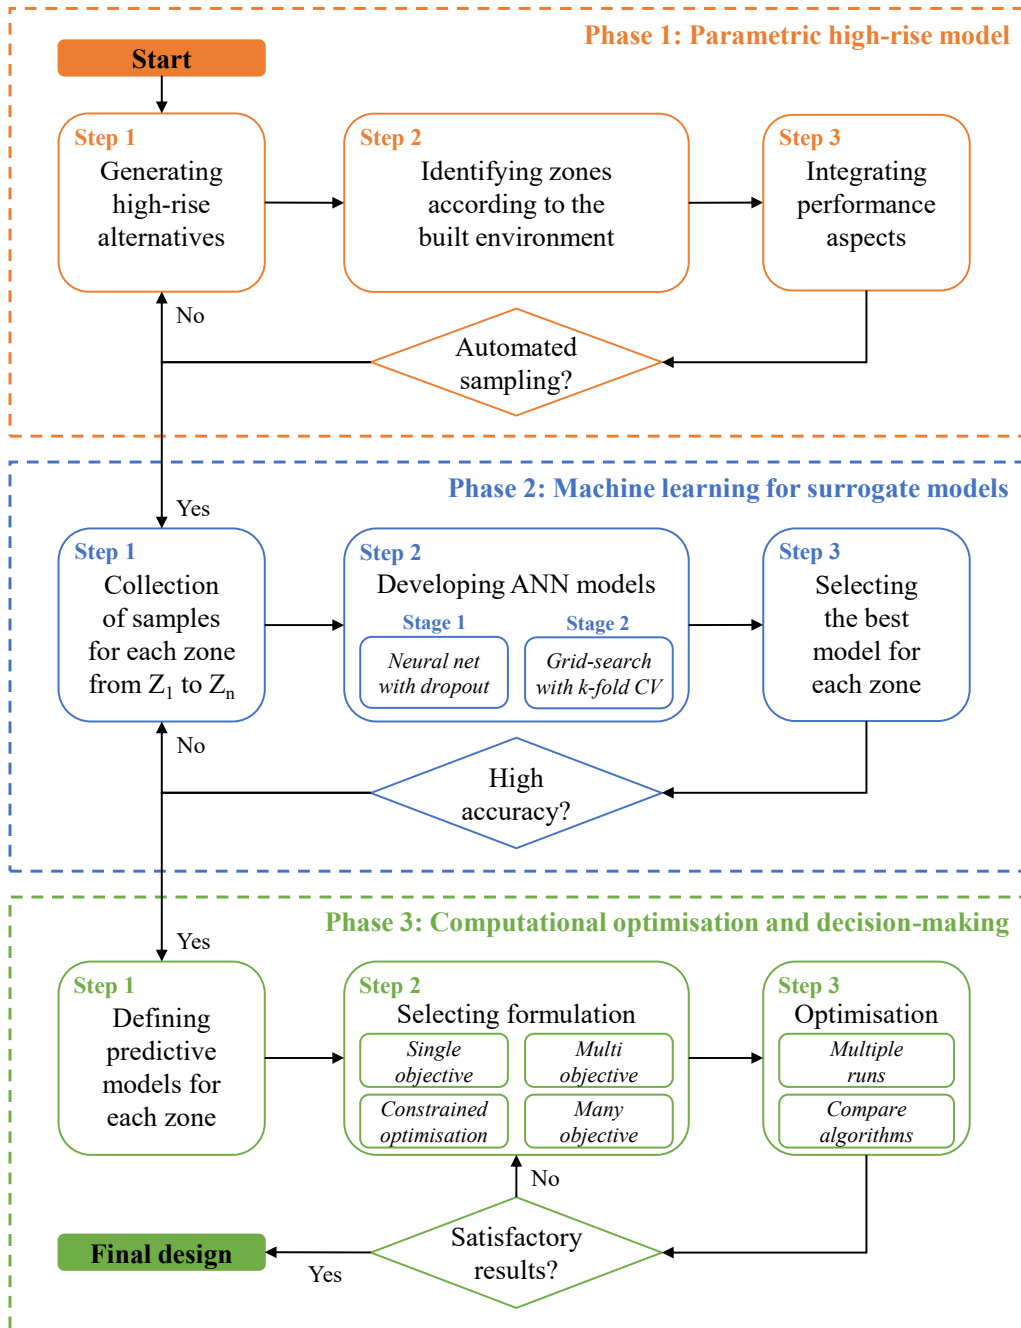 Phase 1: Parametric high-rise model
Start
Step 1
Generating
high-rise
alternatives
Step 2
Identifying zones
according to the
built environment
Step 3
Integrating
performance
aspects
No
Automated
sampling?
Phase 2: Machine learning for surrogate models
Yes
Step 1
Collection
of samples
for each zone
from Z₁ to Zₙ
Step 2
Developing ANN models
Stage 1
Neural net
with dropout
Stage 2
Grid-search
with k-fold CV
Step 3
Selecting
the best
model for
each zone
No
High
accuracy?
Phase 3: Computational optimisation and decision-making
Yes
Step 1
Defining
predictive
models for
each zone
Step 2
Selecting formulation
Single
objective
Multi
objective
Constrained
optimisation
Many
objective
Step 3
Optimisation
Multiple
runs
Compare
algorithms
No
Satisfactory
results?
Yes
Final design